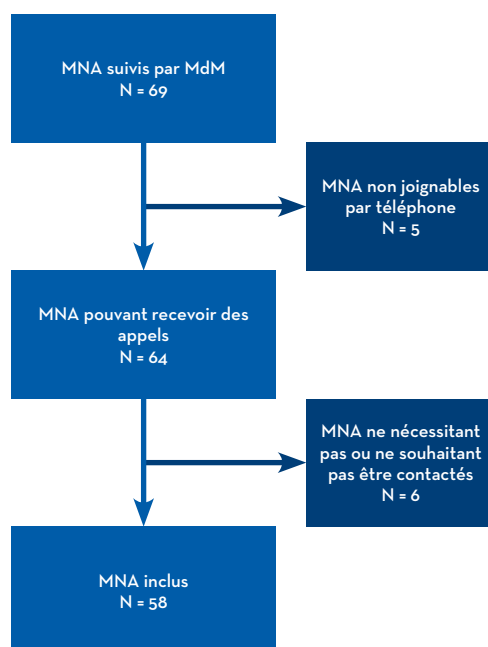 MNA suivis par MdM
N = 69
MNA non joignables
par téléphone
N = 5
MNA pouvant recevoir des
appels
N = 64
MNA ne nécessitant
pas ou ne souhaitant
pas être contactés
N = 6
MNA inclus
N = 58